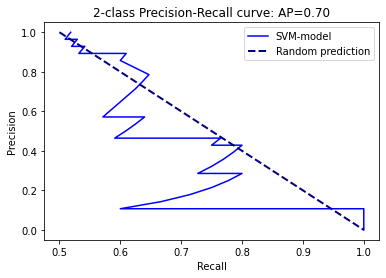 2-class Precision-Recall curve: AP=0.70
SVM-model
Random prediction
1.0
0.8
0.6
0.4
0.2
0.0
Precision
0.5
0.6
0.7
0.8
0.9
1.0
Recall